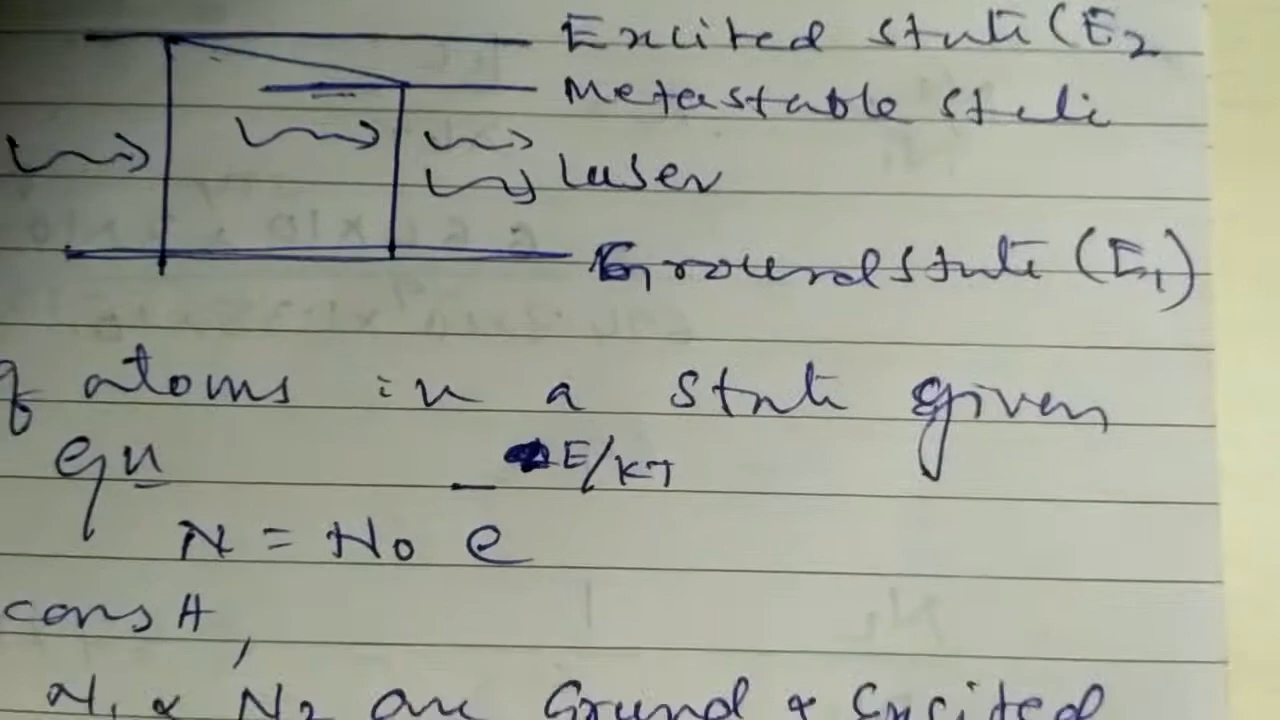 Excited state (E2
Metastable state
Laser
Ground state (E1)
of atoms in a state given
eqn
N = N0 e -E/KT
const,
N1 & N2 are Ground & Excited